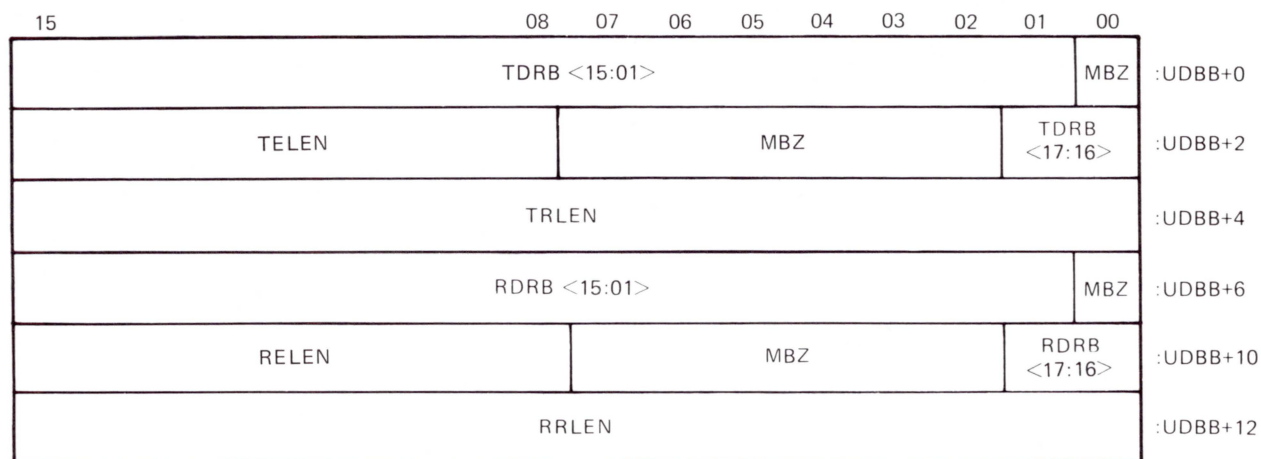 15 08 07 06 05 04 03 02 01 00
TDRB <15:01> MBZ :UDBB+0
TELEN MBZ TDRB <17:16> :UDBB+2
TRLEN :UDBB+4
RDRB <15:01> MBZ :UDBB+6
RELEN MBZ RDRB <17:16> :UDBB+10
RRLEN :UDBB+12